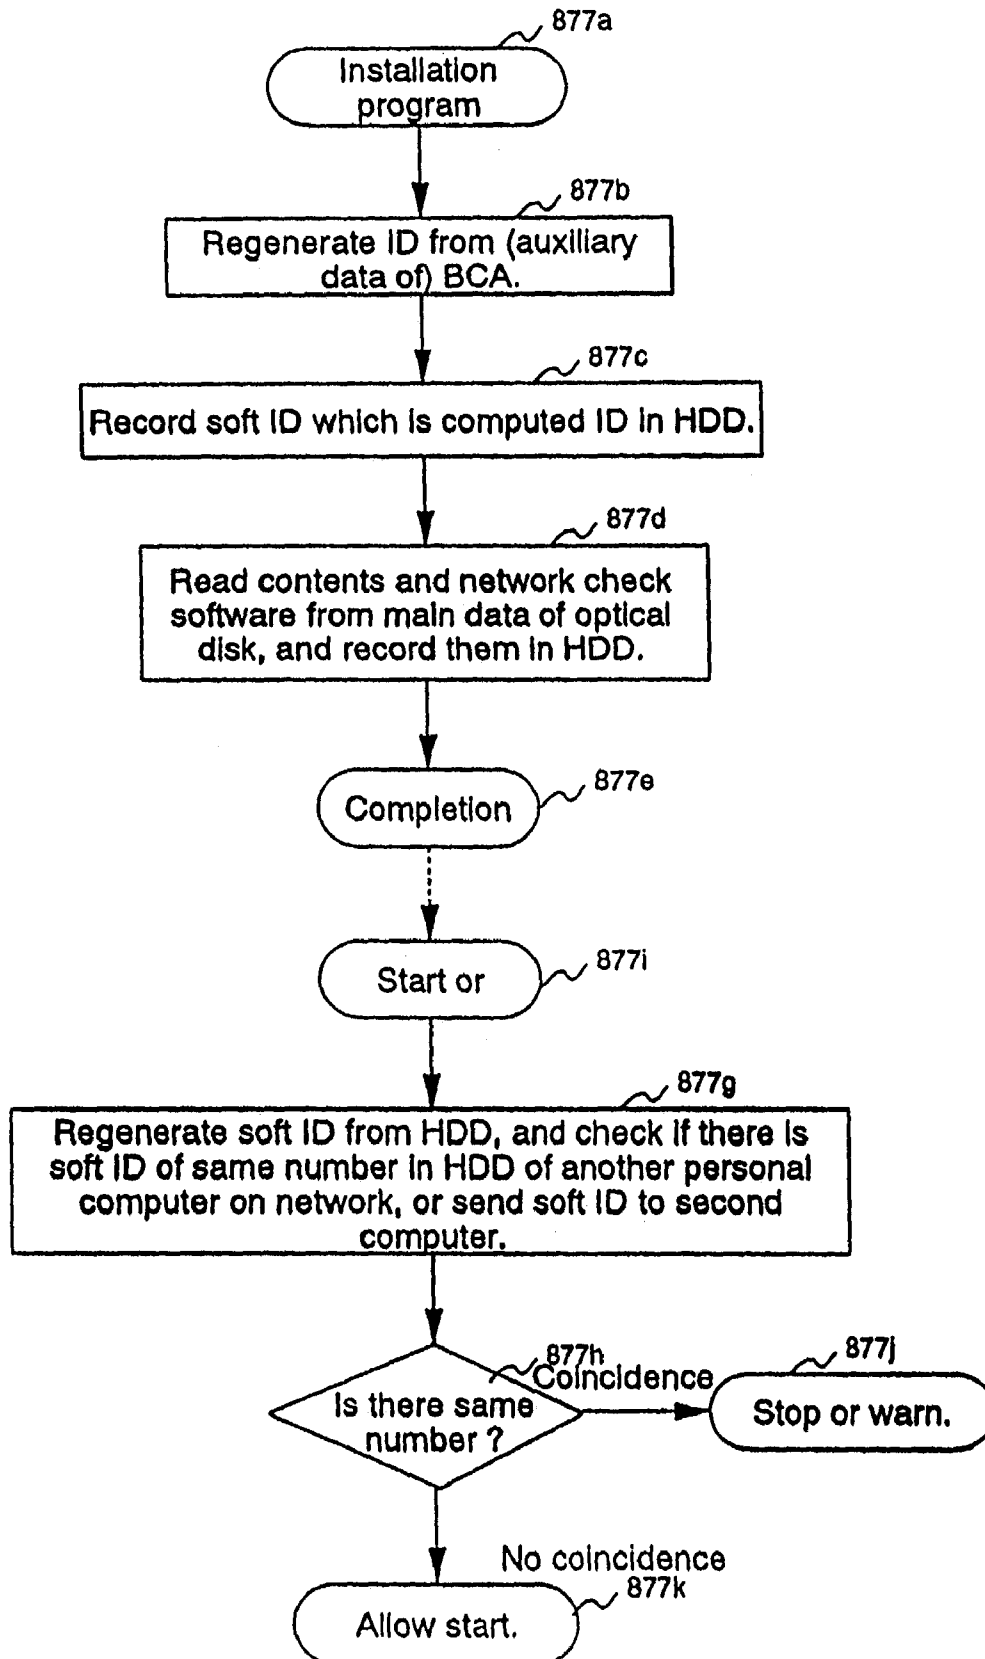 877a
Installation
program
877b
Regenerate ID from (auxiliary
data of) BCA.
877c
Record soft ID which is computed ID in HDD.
877d
Read contents and network check
software from main data of optical
disk, and record them in HDD.
877e
Completion
877i
Start or
877g
Regenerate soft ID from HDD, and check if there is
soft ID of same number in HDD of another personal
computer on network, or send soft ID to second
computer.
877h
Coincidence
877j
Is there same
number ?
Stop or warn.
No coincidence
877k
Allow start.